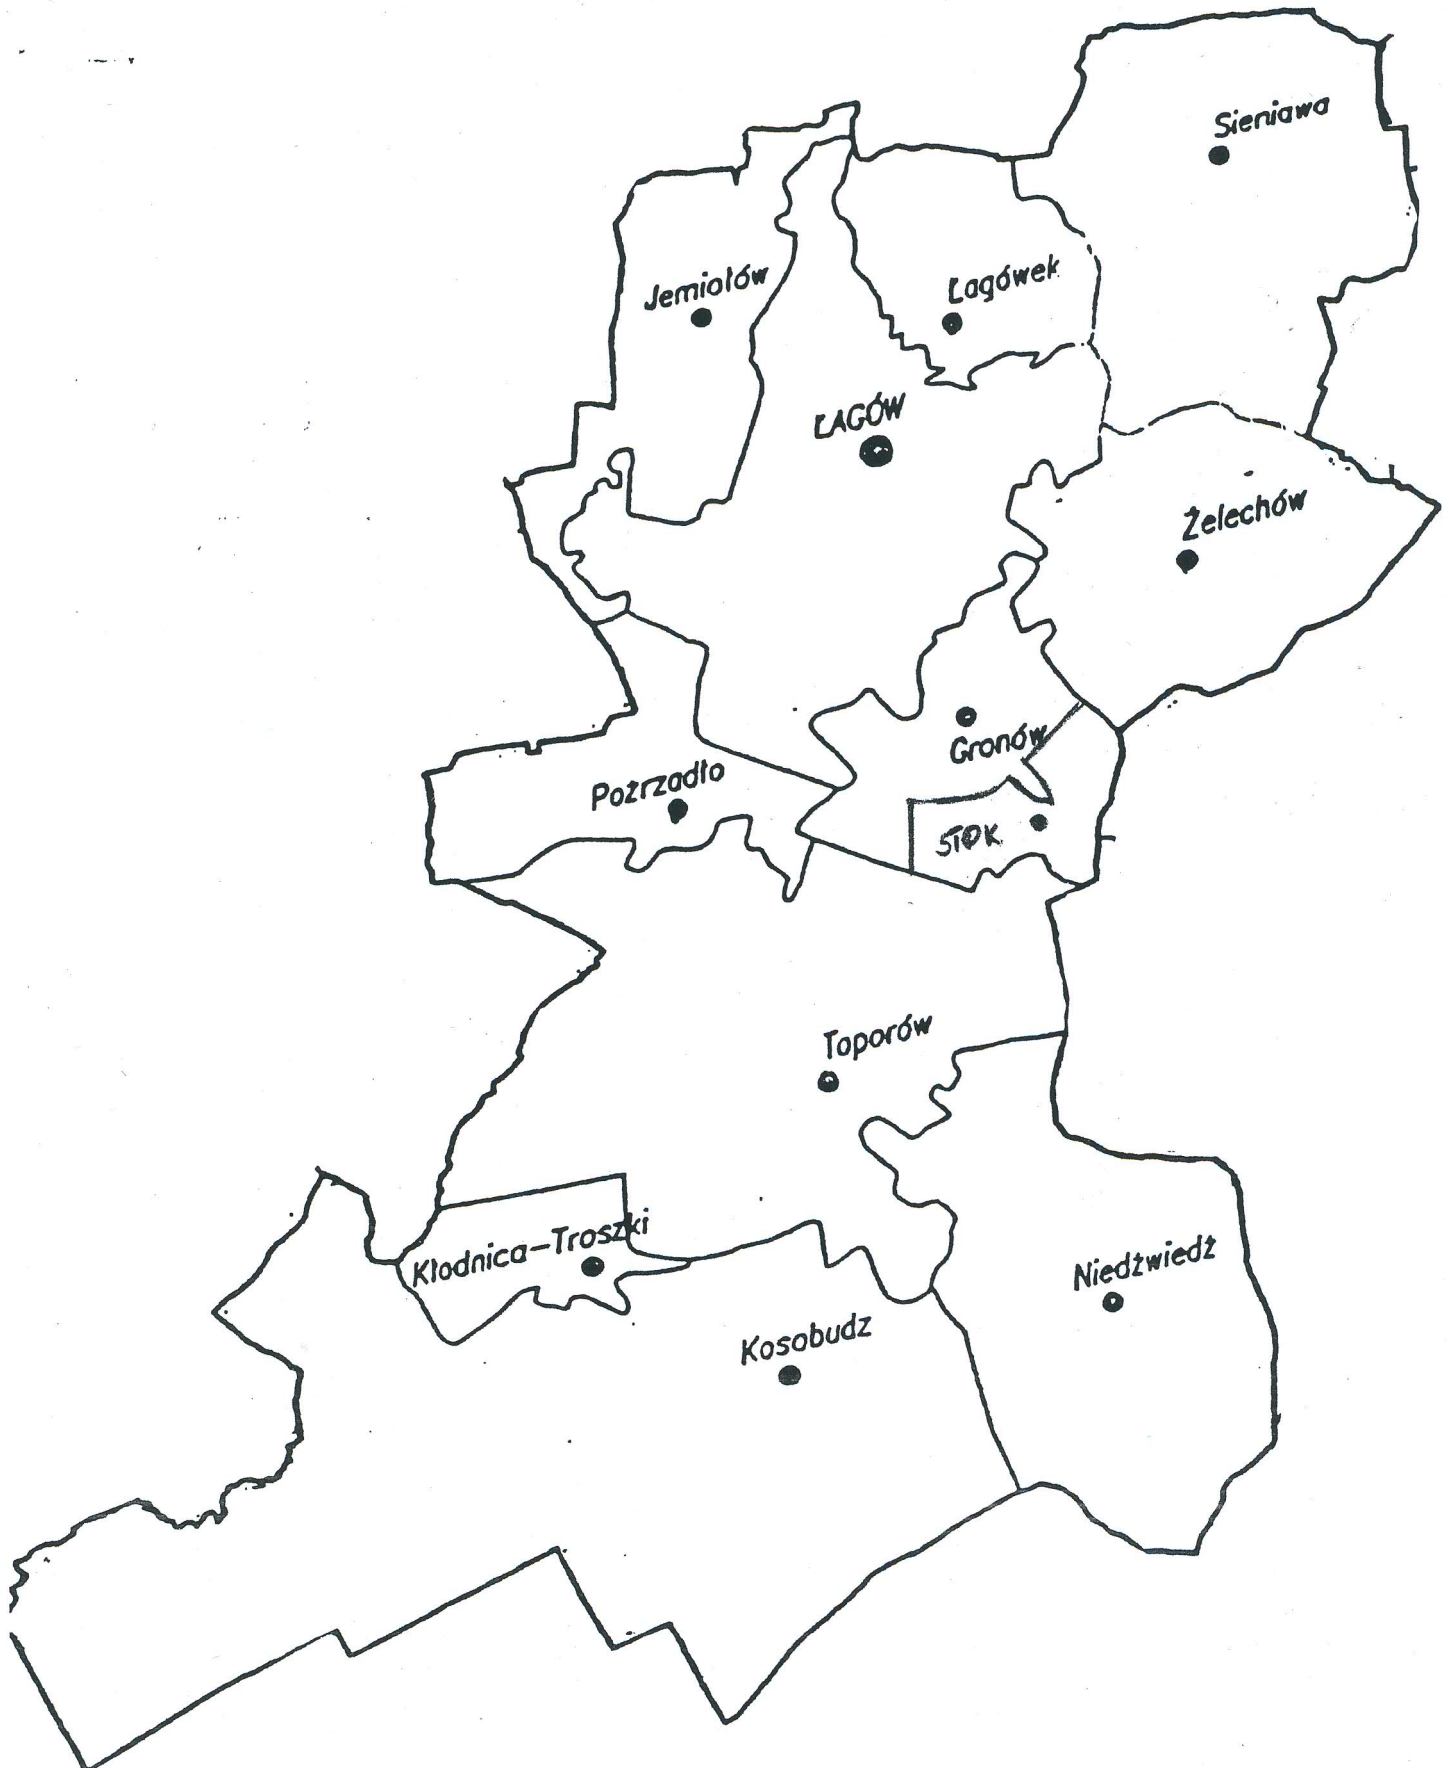 Sieniawa
Jemiołów
Łagówek
ŁAGÓW
Żelechów
Gronów
Pożrzadło
STOK
Toporów
Kłodnica-Troszki
Niedźwiedź
Kosobudz